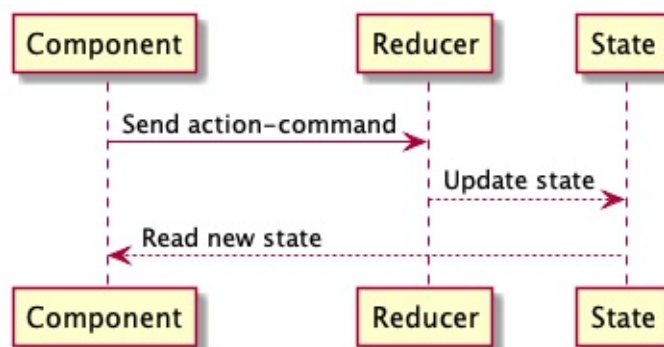 Component Reducer State
Send action-command
Update state
Read new state
Component Reducer State